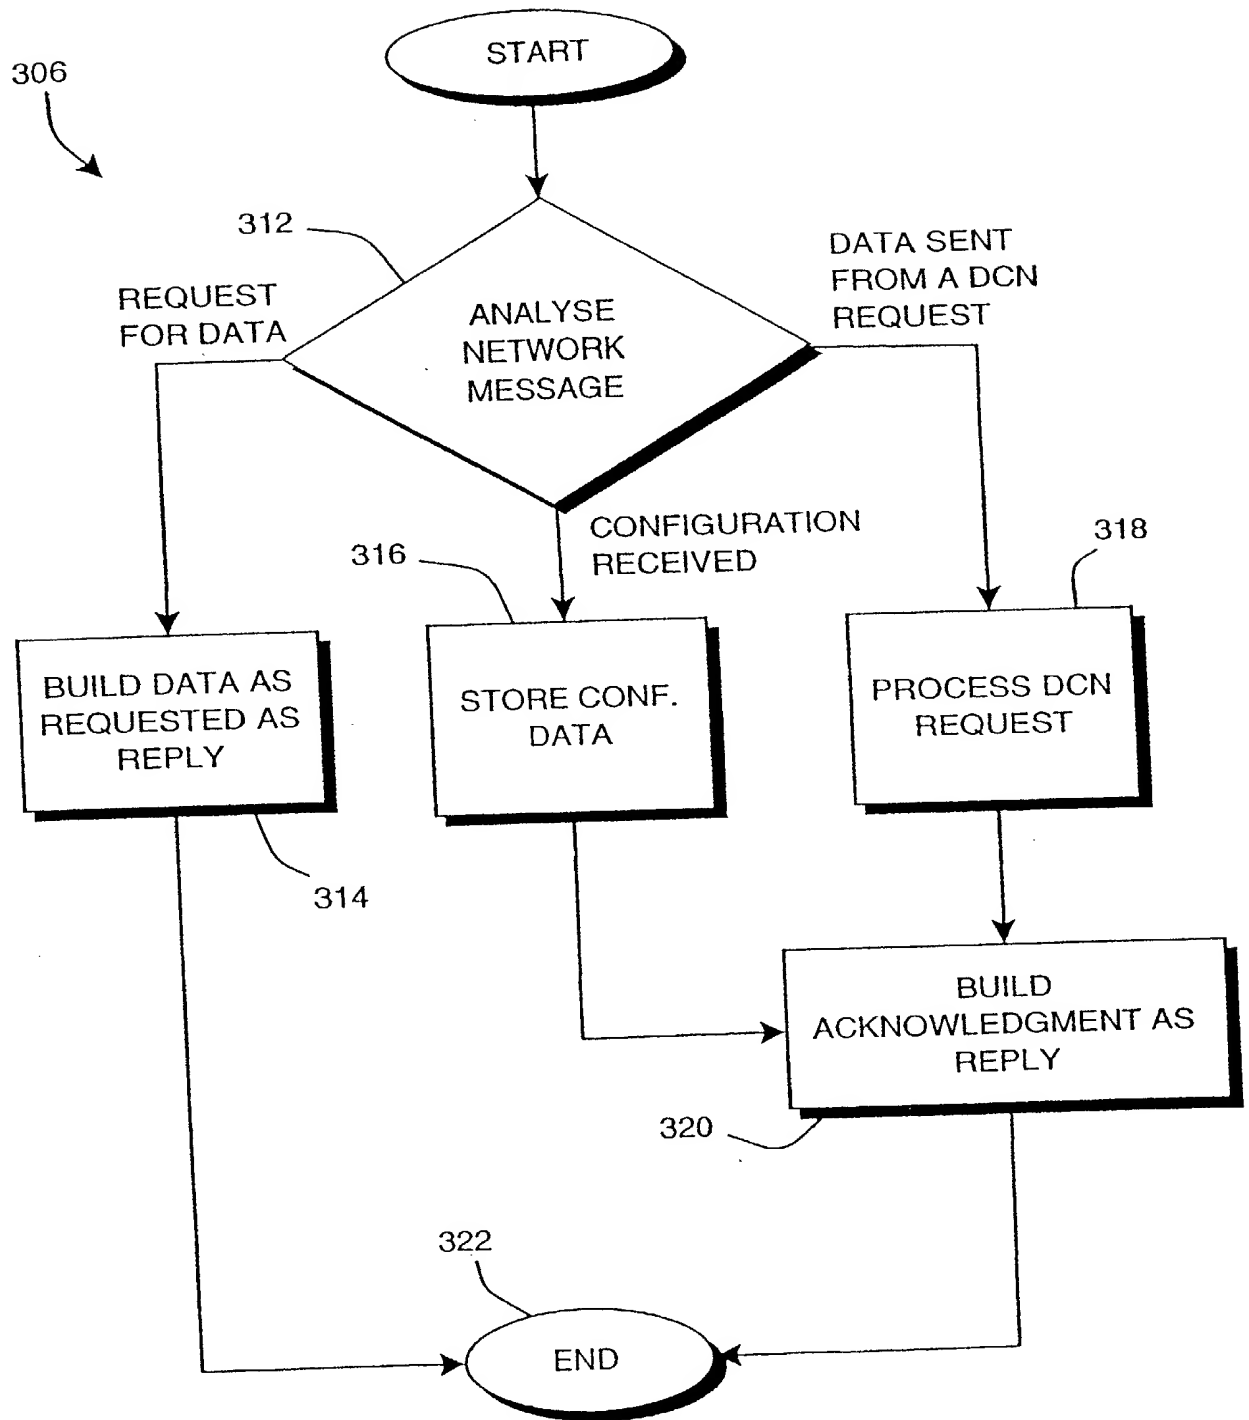 START
306
312
REQUEST
FOR DATA
ANALYSE
NETWORK
MESSAGE
DATA SENT
FROM A DCN
REQUEST
CONFIGURATION
RECEIVED
316
318
BUILD DATA AS
REQUESTED AS
REPLY
STORE CONF.
DATA
PROCESS DCN
REQUEST
314
BUILD
ACKNOWLEDGMENT AS
REPLY
320
322
END